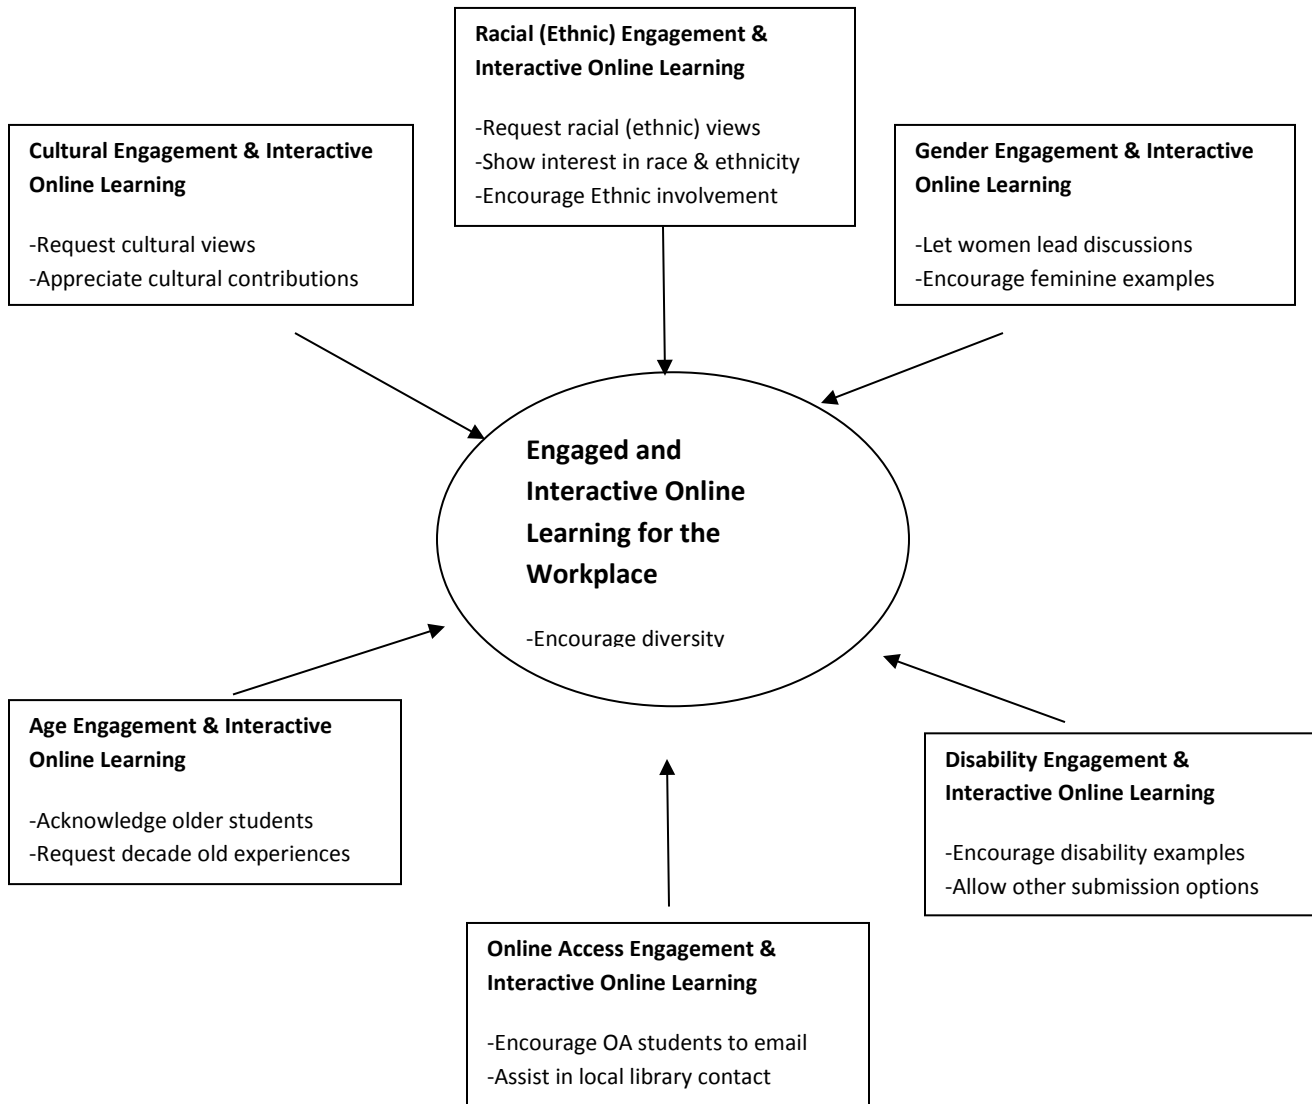 Racial (Ethnic) Engagement &
Interactive Online Learning
-Request racial (ethnic) views
-Show interest in race & ethnicity
-Encourage Ethnic involvement
Cultural Engagement & Interactive
Online Learning
-Request cultural views
-Appreciate cultural contributions
Gender Engagement & Interactive
Online Learning
-Let women lead discussions
-Encourage feminine examples
Engaged and
Interactive Online
Learning for the
Workplace
-Encourage diversity
Age Engagement & Interactive
Online Learning
-Acknowledge older students
-Request decade old experiences
Disability Engagement &
Interactive Online Learning
-Encourage disability examples
-Allow other submission options
Online Access Engagement &
Interactive Online Learning
-Encourage OA students to email
-Assist in local library contact